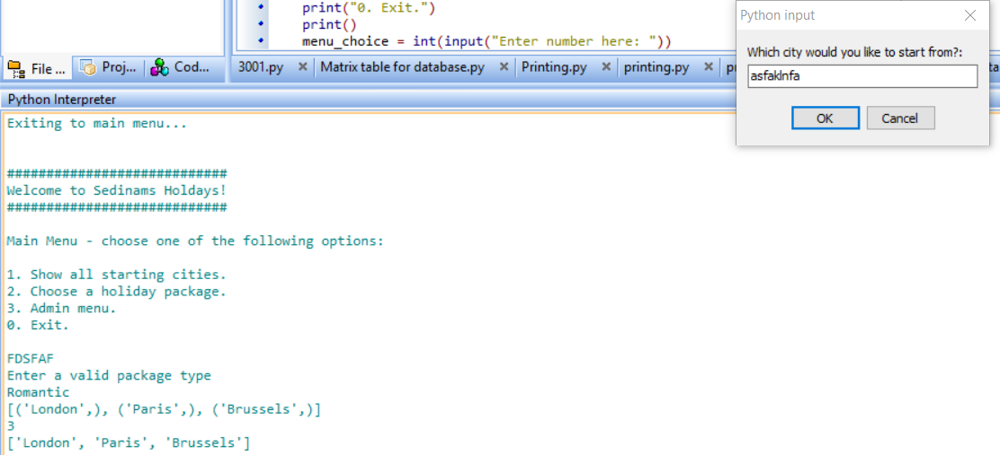 print("0. Exit.")
print()
menu_choice = int(input("Enter number here: "))
Python input
Which city would you like to start from?:
asfaklnfa
OK Cancel
File ... Proj... Cod... 3001.py Matrix table for database.py Printing.py printing.py
Python Interpreter
Exiting to main menu...
############################
Welcome to Sedinams Holdays!
############################
Main Menu - choose one of the following options:
1. Show all starting cities.
2. Choose a holiday package.
3. Admin menu.
0. Exit.
FDSFAF
Enter a valid package type
Romantic
[('London',), ('Paris',), ('Brussels',)]
3
['London', 'Paris', 'Brussels']